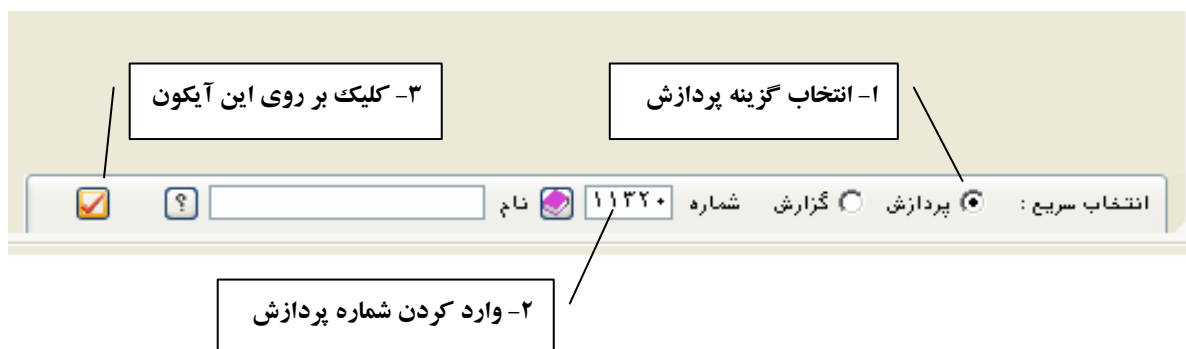 ۱- انتخاب گزینه پردازش
۳- کلیک بر روی این آیکون
انتخاب سریع : پردازش گزارش شماره ۱۱۳۲۰ نام ؟
۲- وارد کردن شماره پردازش